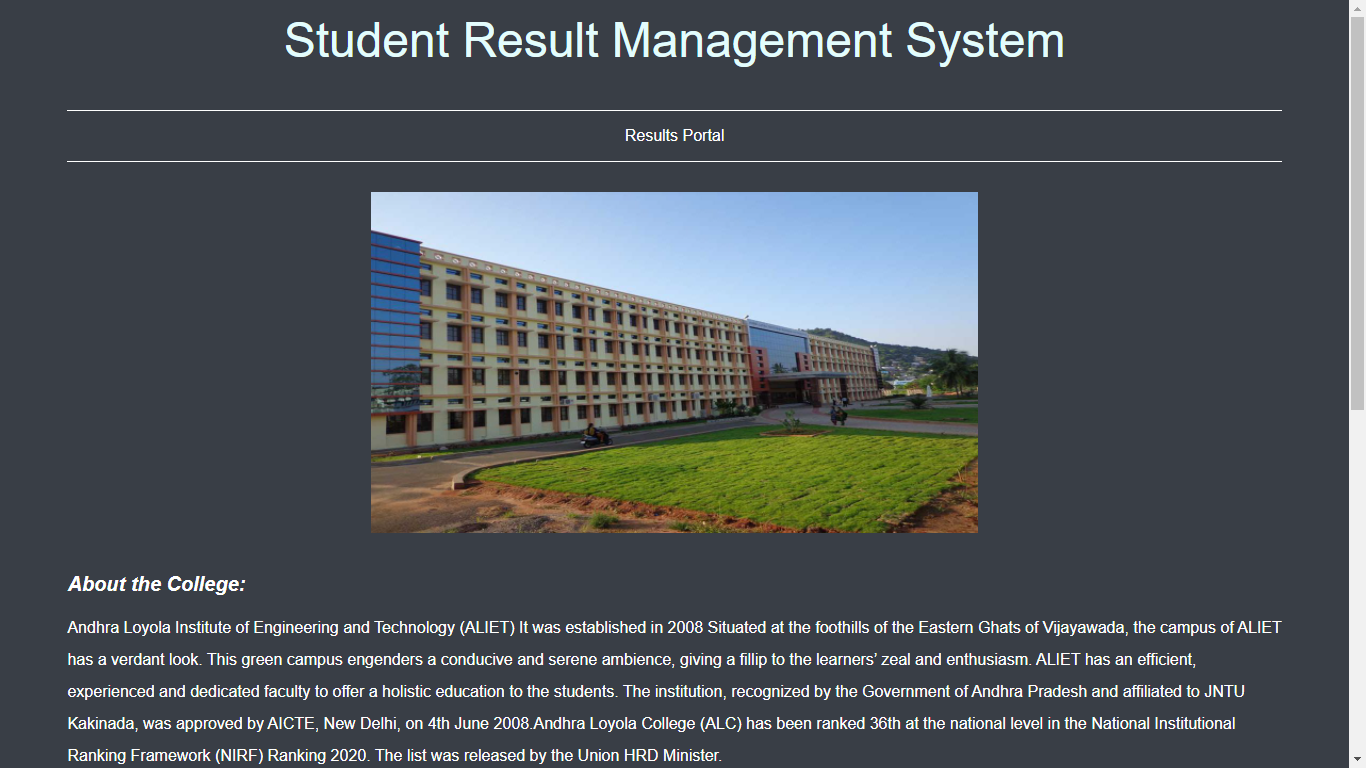 Student Result Management System
Results Portal
About the College:
Andhra Loyola Institute of Engineering and Technology (ALIET) It was established in 2008 Situated at the foothills of the Eastern Ghats of Vijayawada, the campus of ALIET
has a verdant look. This green campus engenders a conducive and serene ambience, giving a fillip to the learners’ zeal and enthusiasm. ALIET has an efficient,
experienced and dedicated faculty to offer a holistic education to the students. The institution, recognized by the Government of Andhra Pradesh and affiliated to JNTU
Kakinada, was approved by AICTE, New Delhi, on 4th June 2008.Andhra Loyola College (ALC) has been ranked 36th at the national level in the National Institutional
Ranking Framework (NIRF) Ranking 2020. The list was released by the Union HRD Minister.